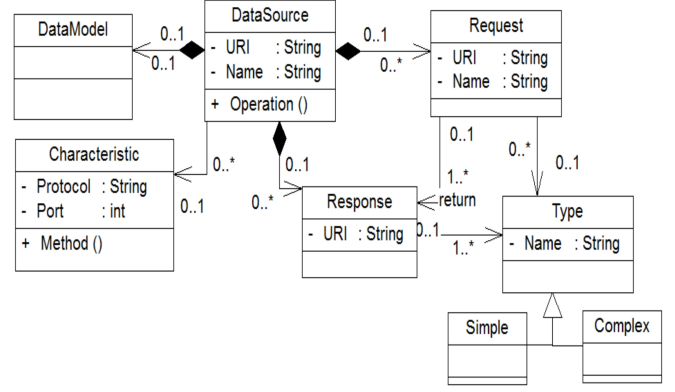 DataModel
0..1
0..1
DataSource
- URI : String
- Name : String
+ Operation ()
0..1
0..*
Request
- URI : String
- Name : String
Characteristic
- Protocol : String
- Port : int
+ Method ()
0..*
0..1
0..1
0..*
Response
- URI : String
0..1
1..*
return
0..*
0..1
0..1
1..*
Type
- Name : String
Simple
Complex